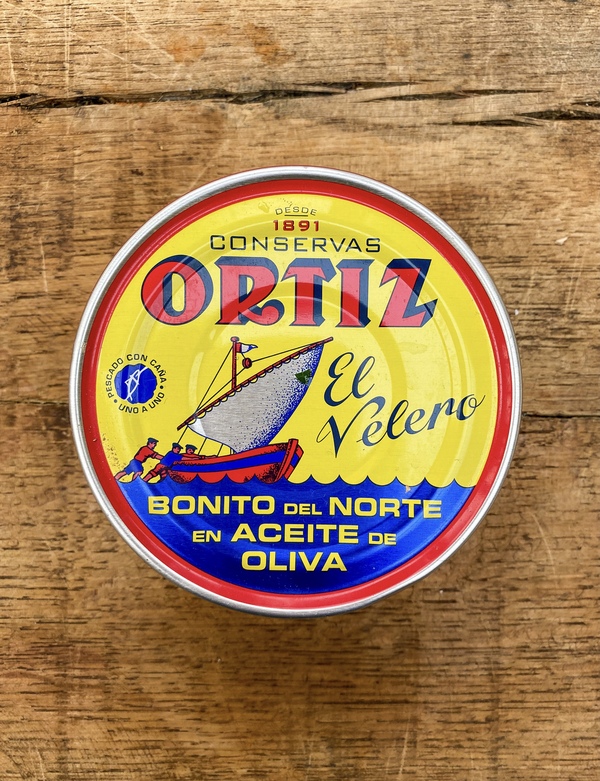 DESDE
1891
CONSERVAS
ORTIZ
El
Velero
• PESCADO CON CAÑA •
UNO A UNO
BONITO DEL NORTE
EN ACEITE DE
OLIVA